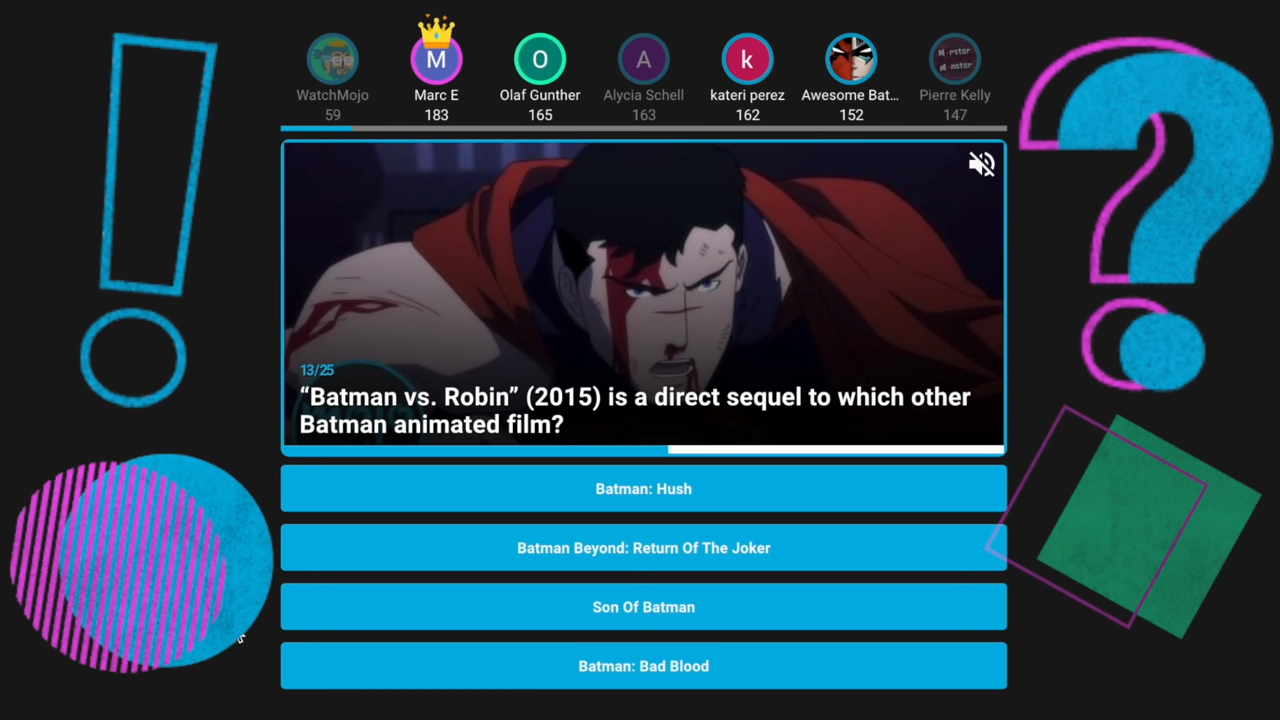 WatchMojo
59
M
Marc E
183
O
Olaf Gunther
165
A
Alycia Schell
163
k
kateri perez
162
Awesome Bat...
152
Pierre Kelly
147
13/25
“Batman vs. Robin” (2015) is a direct sequel to which other
Batman animated film?
Batman: Hush
Batman Beyond: Return Of The Joker
Son Of Batman
Batman: Bad Blood